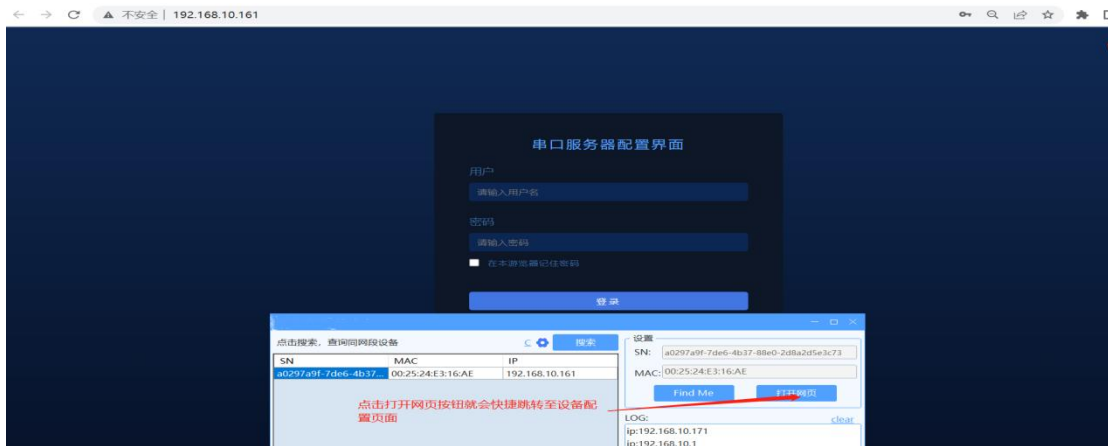 不安全 | 192.168.10.161
串口服务器配置界面
用户
请输入用户名
密码
请输入密码
在本浏览器记住密码
登录
点击搜索，查询同网段设备
C
搜索
SN MAC IP
a0297a9f-7de6-4b37... 00:25:24:E3:16:AE 192.168.10.161
点击打开网页按钮就会快捷跳转至设备配
置页面
设置
SN: a0297a9f-7de6-4b37-88e0-2d8a2d5e3c73
MAC: 00:25:24:E3:16:AE
Find Me 打开网页
LOG: clear
ip:192.168.10.171
ip:192.168.10.1